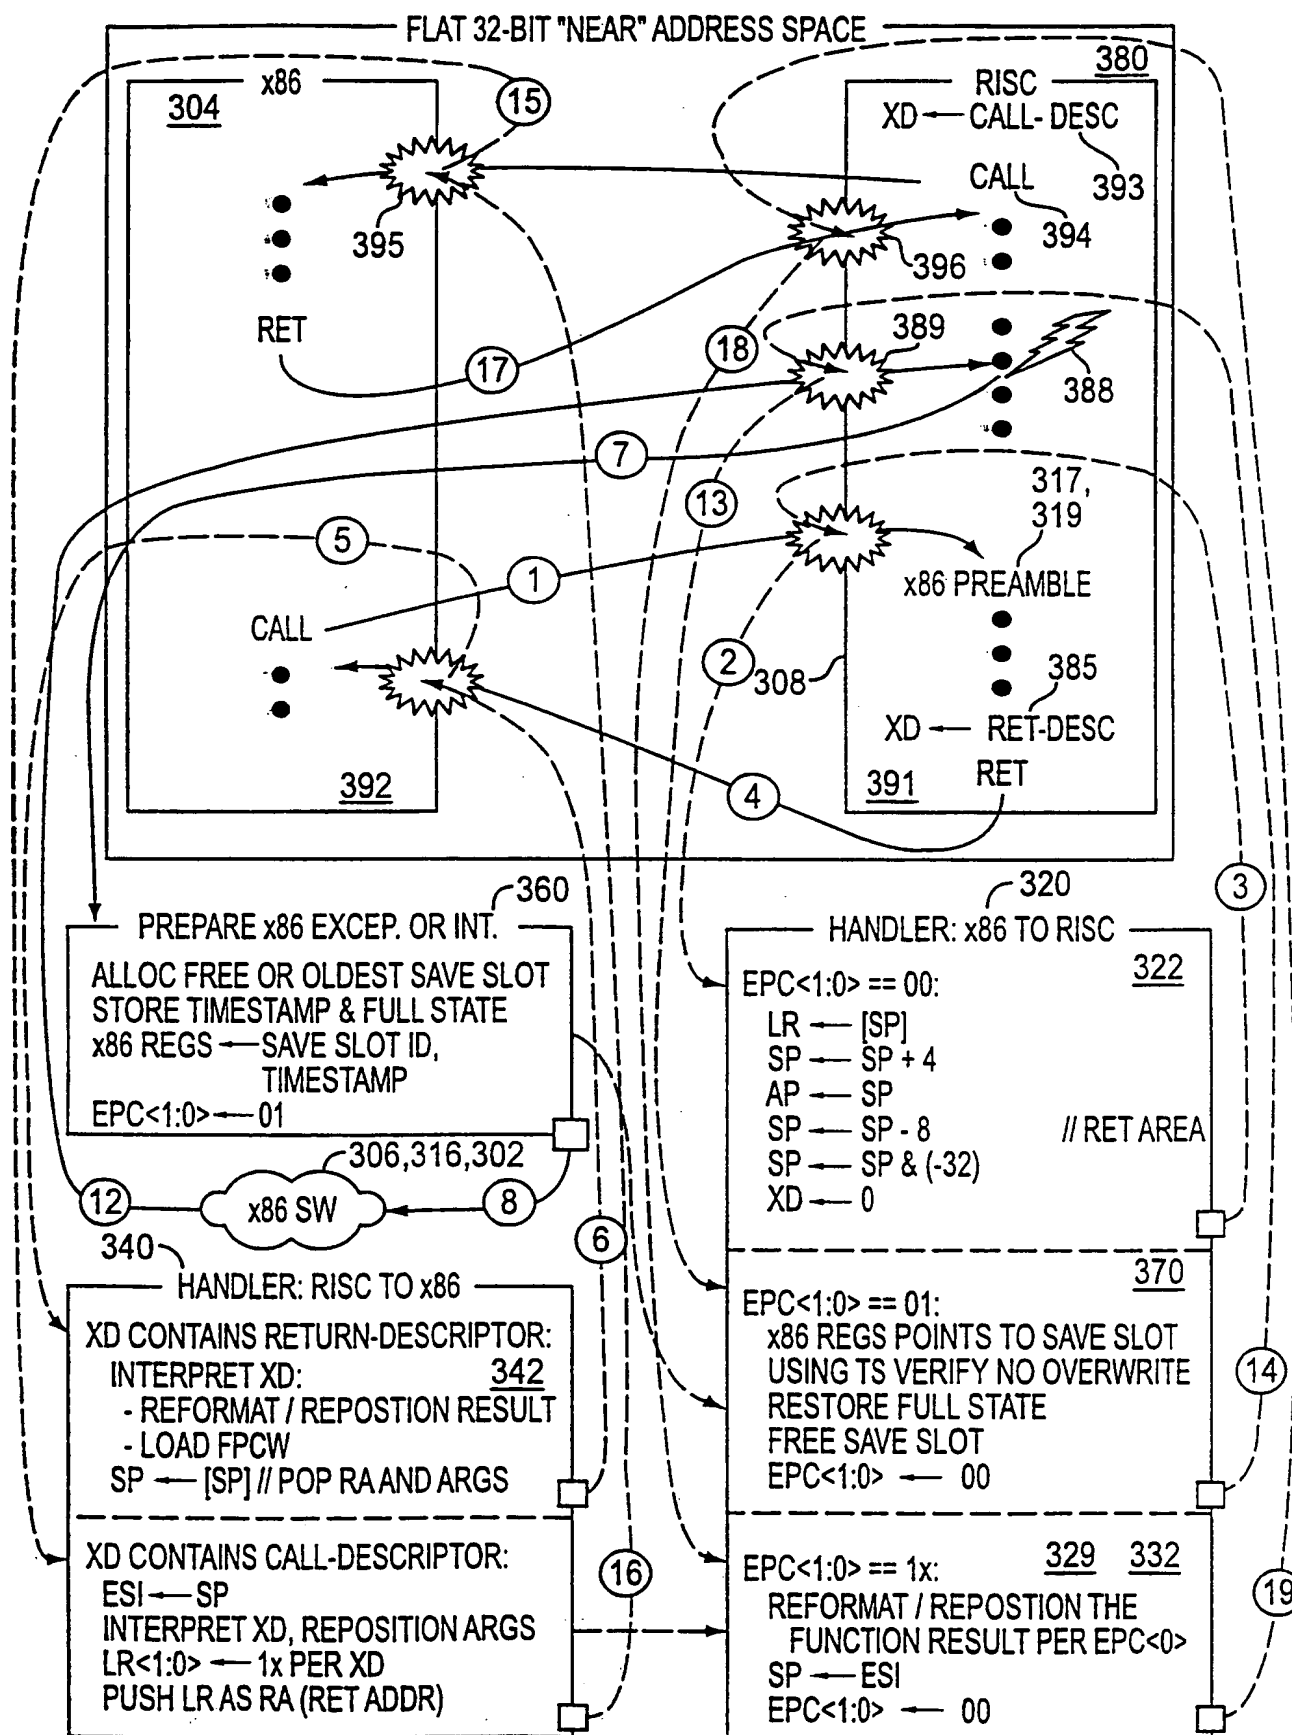 FLAT 32-BIT "NEAR" ADDRESS SPACE
x86
304
15
395
RET
17
CALL
5
1
7
392
380
RISC
XD ← CALL- DESC
393
CALL
394
396
18
389
388
13
317,
319
x86 PREAMBLE
2
308
385
XD ← RET-DESC
RET
391
4
3
360
PREPARE x86 EXCEP. OR INT.
ALLOC FREE OR OLDEST SAVE SLOT
STORE TIMESTAMP & FULL STATE
x86 REGS ← SAVE SLOT ID,
TIMESTAMP
EPC<1:0> ← 01
306,316,302
12
x86 SW
8
6
340
HANDLER: RISC TO x86
XD CONTAINS RETURN-DESCRIPTOR:
INTERPRET XD:
342
- REFORMAT / REPOSTION RESULT
- LOAD FPCW
SP ← [SP] // POP RA AND ARGS
XD CONTAINS CALL-DESCRIPTOR:
ESI ← SP
INTERPRET XD, REPOSITION ARGS
LR<1:0> ← 1x PER XD
PUSH LR AS RA (RET ADDR)
16
320
HANDLER: x86 TO RISC
322
EPC<1:0> == 00:
LR ← [SP]
SP ← SP + 4
AP ← SP
SP ← SP - 8 // RET AREA
SP ← SP & (-32)
XD ← 0
370
EPC<1:0> == 01:
x86 REGS POINTS TO SAVE SLOT
USING TS VERIFY NO OVERWRITE
RESTORE FULL STATE
FREE SAVE SLOT
EPC<1:0> ← 00
14
EPC<1:0> == 1x:
329 332
REFORMAT / REPOSTION THE
FUNCTION RESULT PER EPC<0>
SP ← ESI
EPC<1:0> ← 00
19